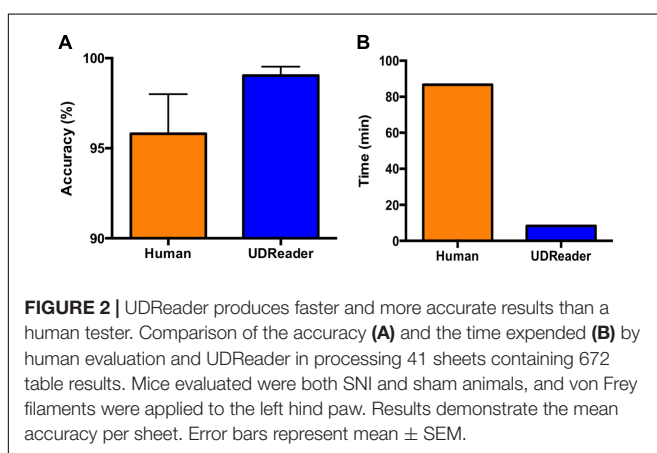 A
100
95
90
Accuracy (%)
Human
UDReader
B
100
80
60
40
20
0
Time (min)
Human
UDReader
FIGURE 2 | UDReader produces faster and more accurate results than a
human tester. Comparison of the accuracy (A) and the time expended (B) by
human evaluation and UDReader in processing 41 sheets containing 672
table results. Mice evaluated were both SNI and sham animals, and von Frey
filaments were applied to the left hind paw. Results demonstrate the mean
accuracy per sheet. Error bars represent mean ± SEM.